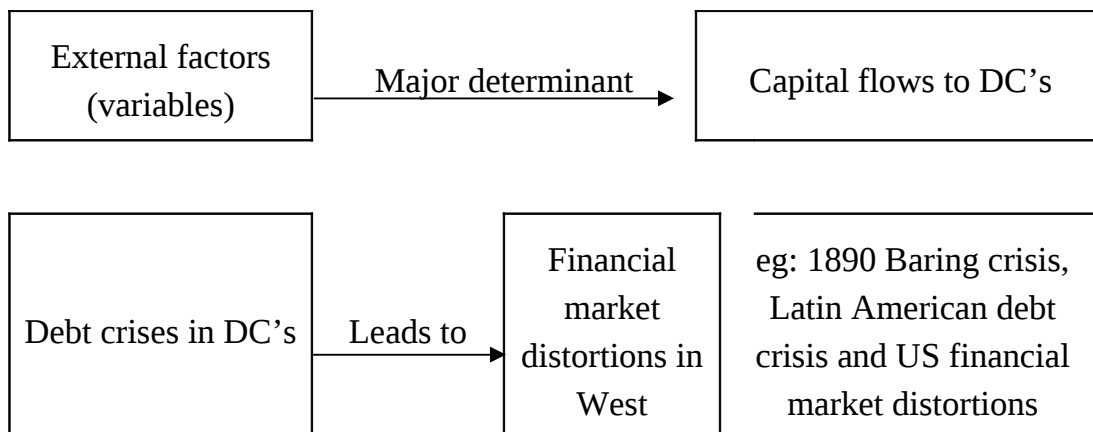 External factors
(variables)
Major determinant
Capital flows to DC’s
Debt crises in DC’s
Leads to
Financial
market
distortions in
West
eg: 1890 Baring crisis,
Latin American debt
crisis and US financial
market distortions